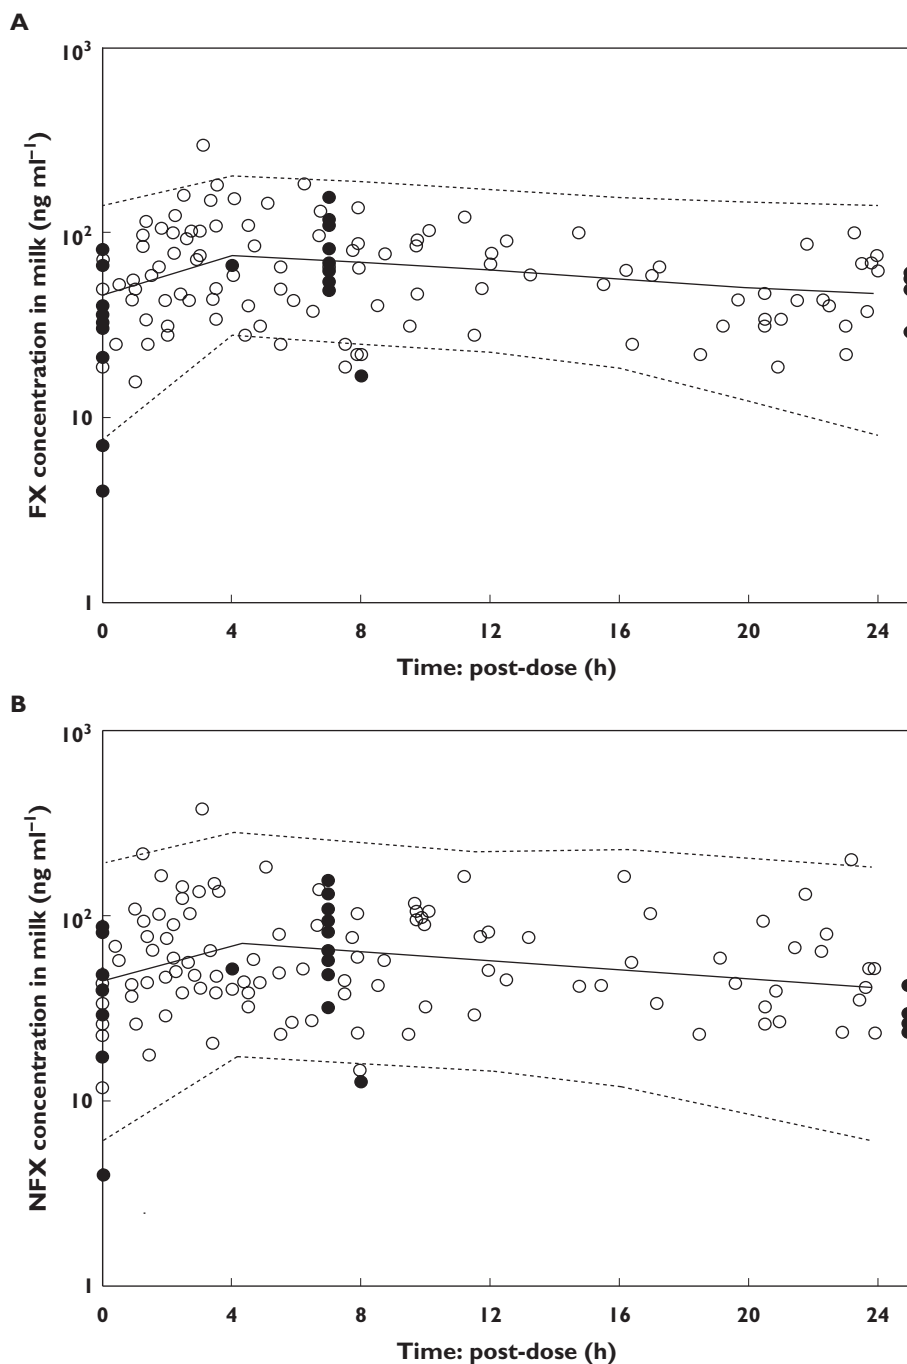 A
10³
FX concentration in milk (ng ml⁻¹)
10²
10
1
0 4 8 12 16 20 24
Time: post-dose (h)
B
10³
NFX concentration in milk (ng ml⁻¹)
10²
10
1
0 4 8 12 16 20 24
Time: post-dose (h)